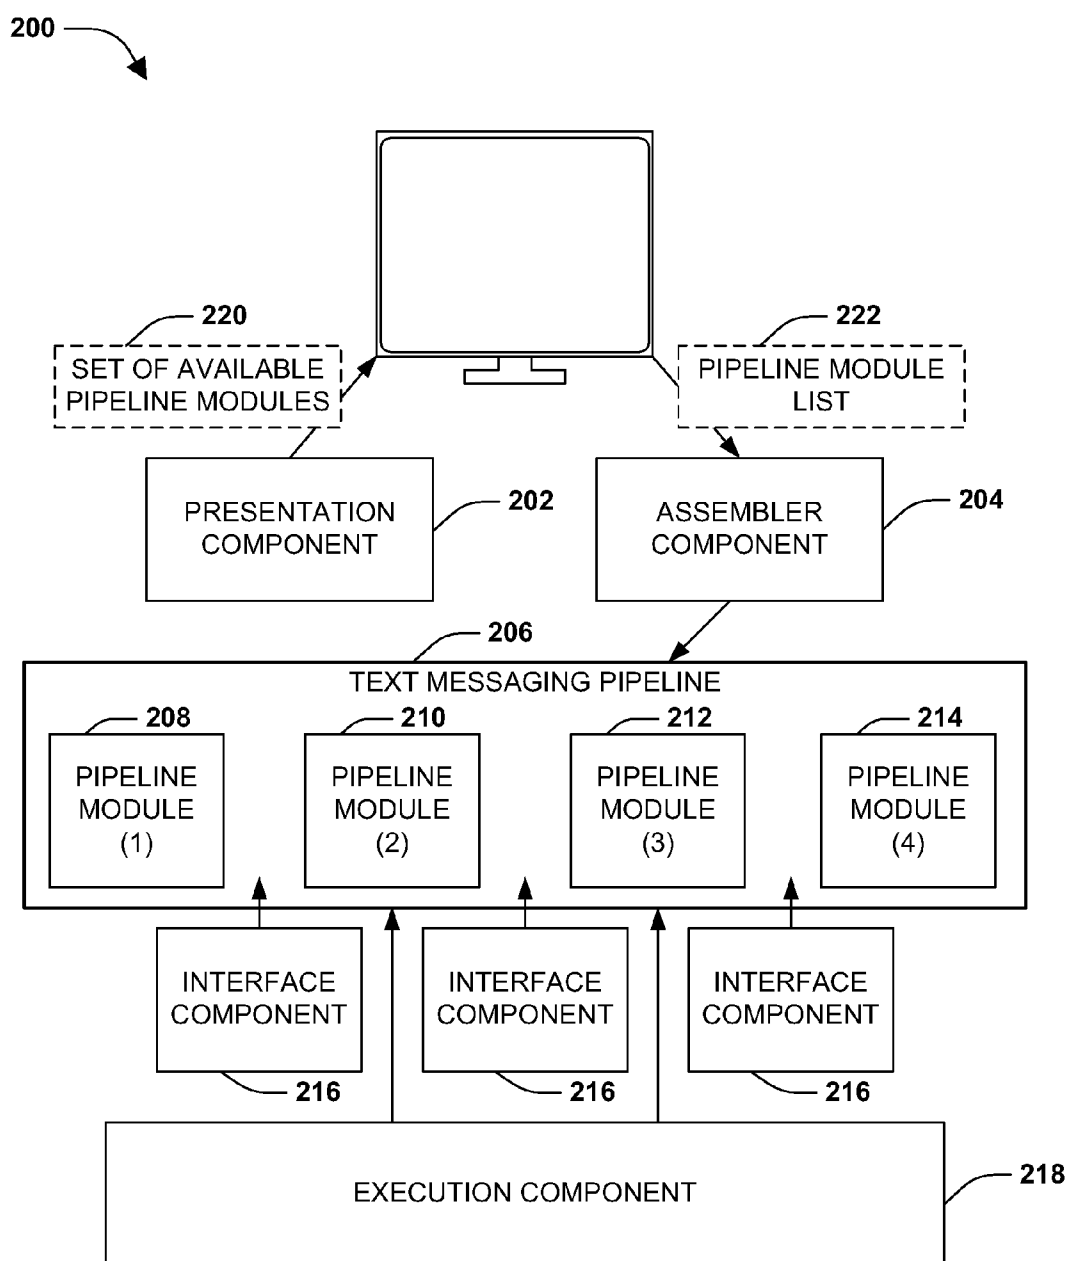 200
220
222
SET OF AVAILABLE
PIPELINE MODULES
PIPELINE MODULE
LIST
PRESENTATION
COMPONENT
202
ASSEMBLER
COMPONENT
204
206
TEXT MESSAGING PIPELINE
208
210
212
214
PIPELINE
MODULE
(1)
PIPELINE
MODULE
(2)
PIPELINE
MODULE
(3)
PIPELINE
MODULE
(4)
INTERFACE
COMPONENT
INTERFACE
COMPONENT
INTERFACE
COMPONENT
216
216
216
EXECUTION COMPONENT
218